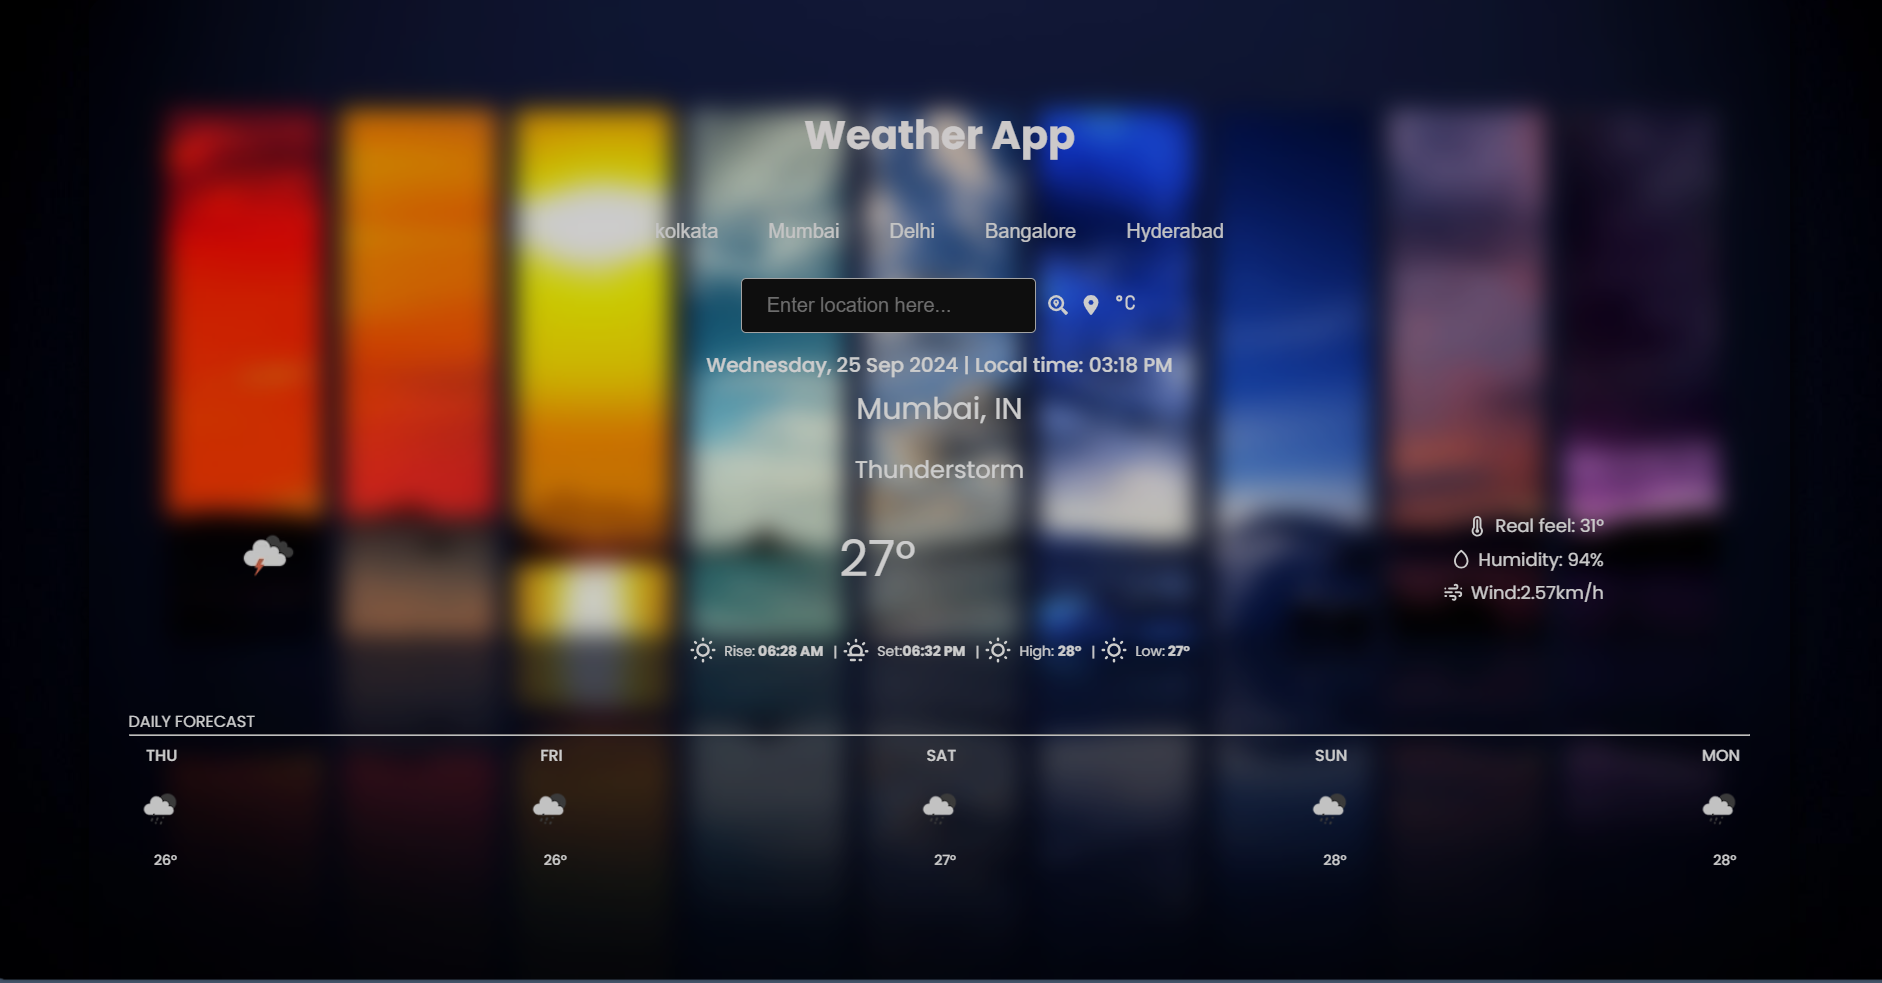 Weather App
kolkata Mumbai Delhi Bangalore Hyderabad
Enter location here... °C
Wednesday, 25 Sep 2024 | Local time: 03:18 PM
Mumbai, IN
Thunderstorm
27°
Real feel: 31°
Humidity: 94%
Wind:2.57km/h
Rise: 06:28 AM | Set:06:32 PM | High: 28° | Low: 27°
DAILY FORECAST
THU FRI SAT SUN MON
26° 26° 27° 28° 28°